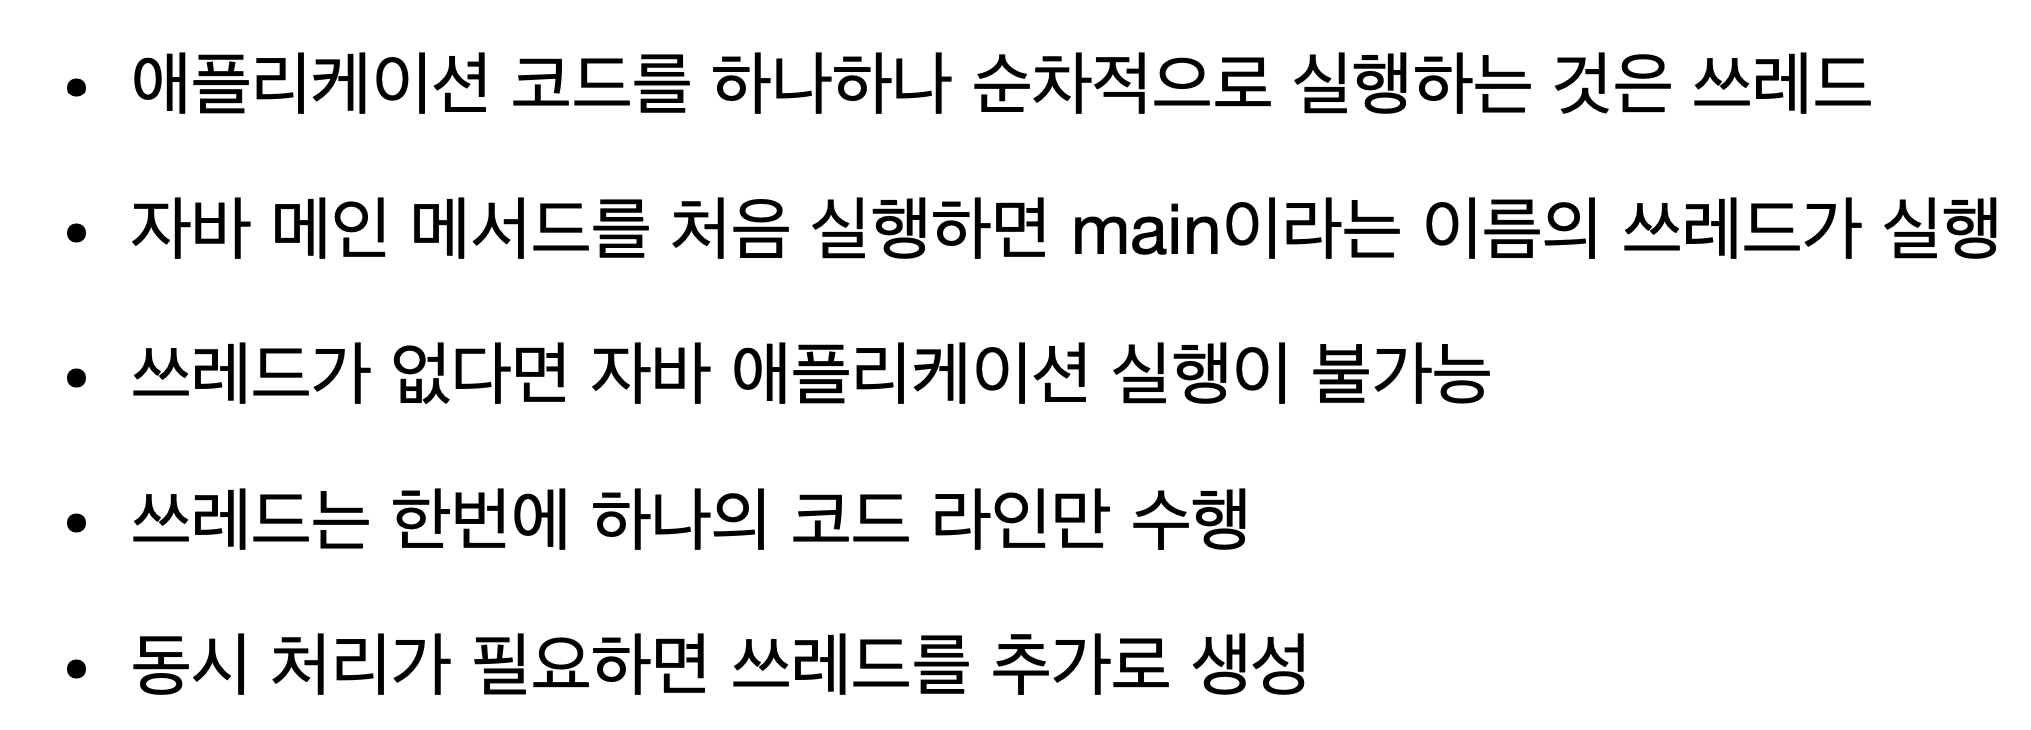 • 애플리케이션 코드를 하나하나 순차적으로 실행하는 것은 쓰레드
• 자바 메인 메서드를 처음 실행하면 main이라는 이름의 쓰레드가 실행
• 쓰레드가 없다면 자바 애플리케이션 실행이 불가능
• 쓰레드는 한번에 하나의 코드 라인만 수행
• 동시 처리가 필요하면 쓰레드를 추가로 생성